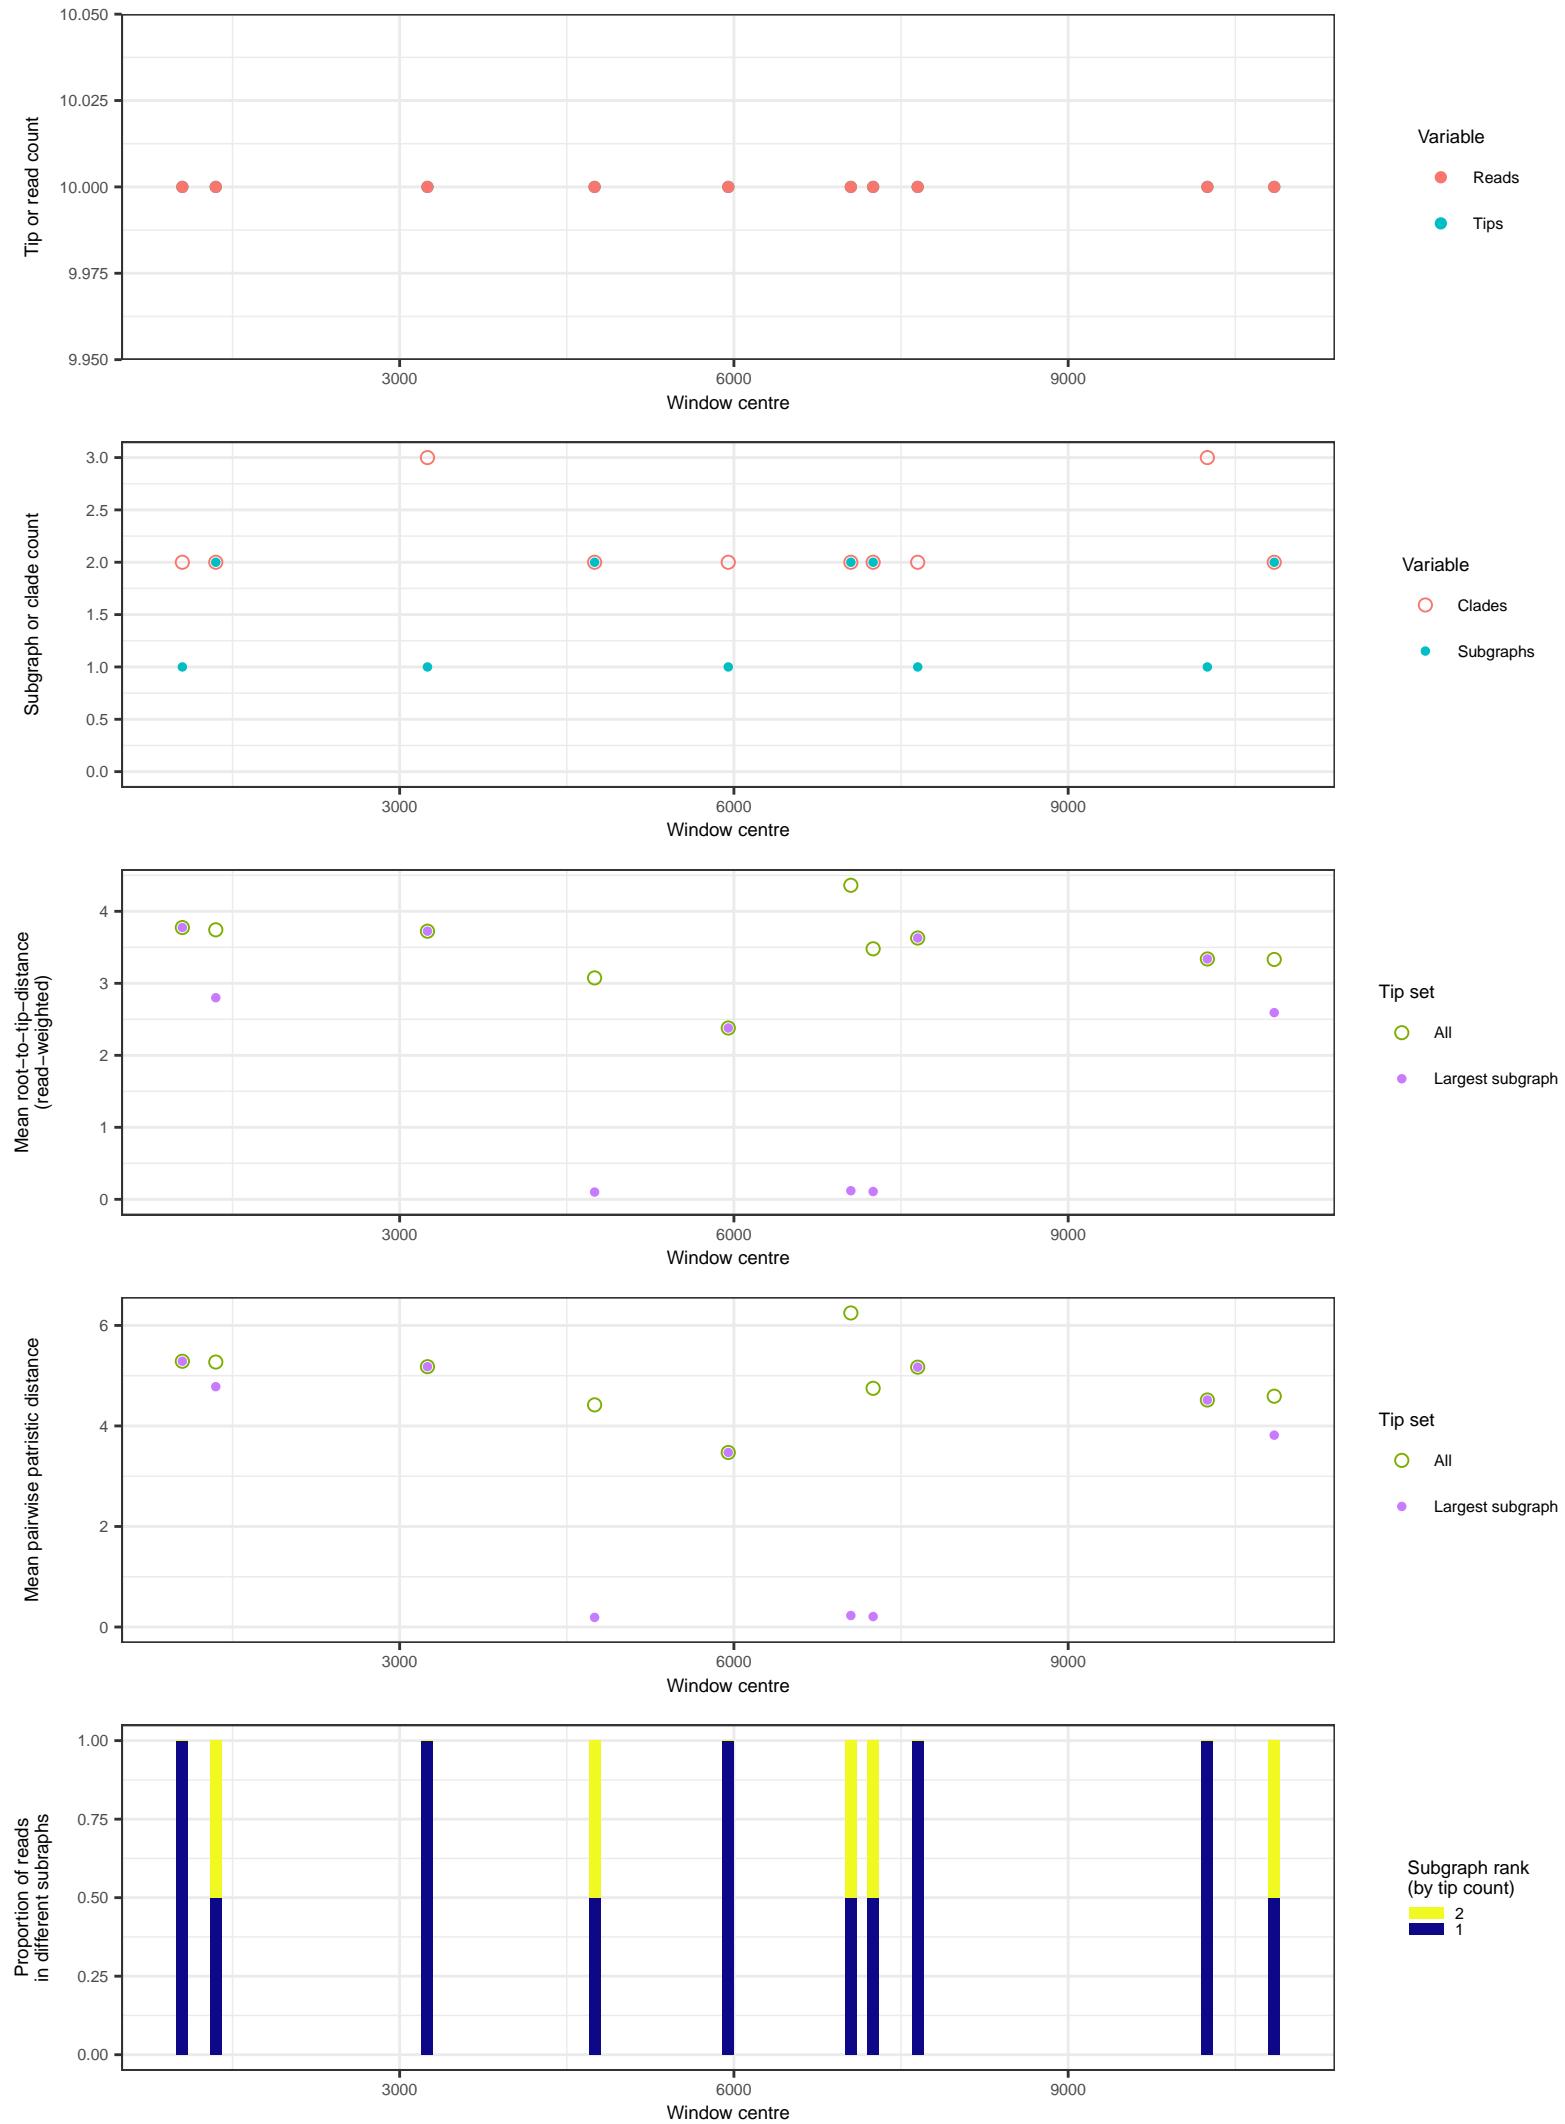 10.050
10.025
10.000
9.975
9.950
Tip or read count
3000
6000
9000
Window centre
Variable
Reads
Tips
3.0
2.5
2.0
1.5
1.0
0.5
0.0
Subgraph or clade count
3000
6000
9000
Window centre
Variable
Clades
Subgraphs
4
3
2
1
0
Mean root−to−tip−distance
(read−weighted)
3000
6000
9000
Window centre
Tip set
All
Largest subgraph
6
4
2
0
Mean pairwise patristic distance
3000
6000
9000
Window centre
Tip set
All
Largest subgraph
1.00
0.75
0.50
0.25
0.00
Proportion of reads
in different subraphs
3000
6000
9000
Window centre
Subgraph rank
(by tip count)
2
1